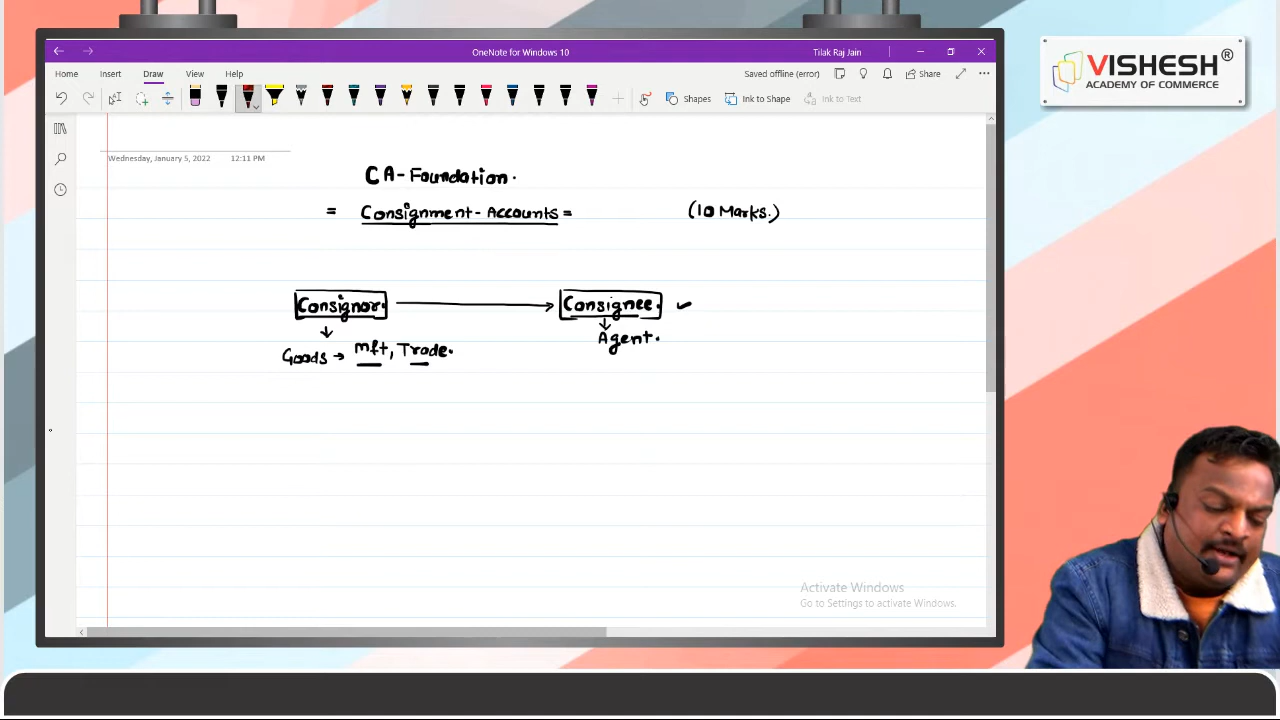 OneNote for Windows 10
Tilak Raj Jain
Home Insert Draw View Help
Saved offline (error)
Share
Shapes
Ink to Shape
Ink to Text
VISHESH®
ACADEMY OF COMMERCE
Wednesday, January 5, 2022 12:11 PM
CA-Foundation.
= Consignment-Accounts = (10 Marks.)
Consignor. Consignee.
Goods → mft, Trade. Agent.
Activate Windows
Go to Settings to activate Windows.